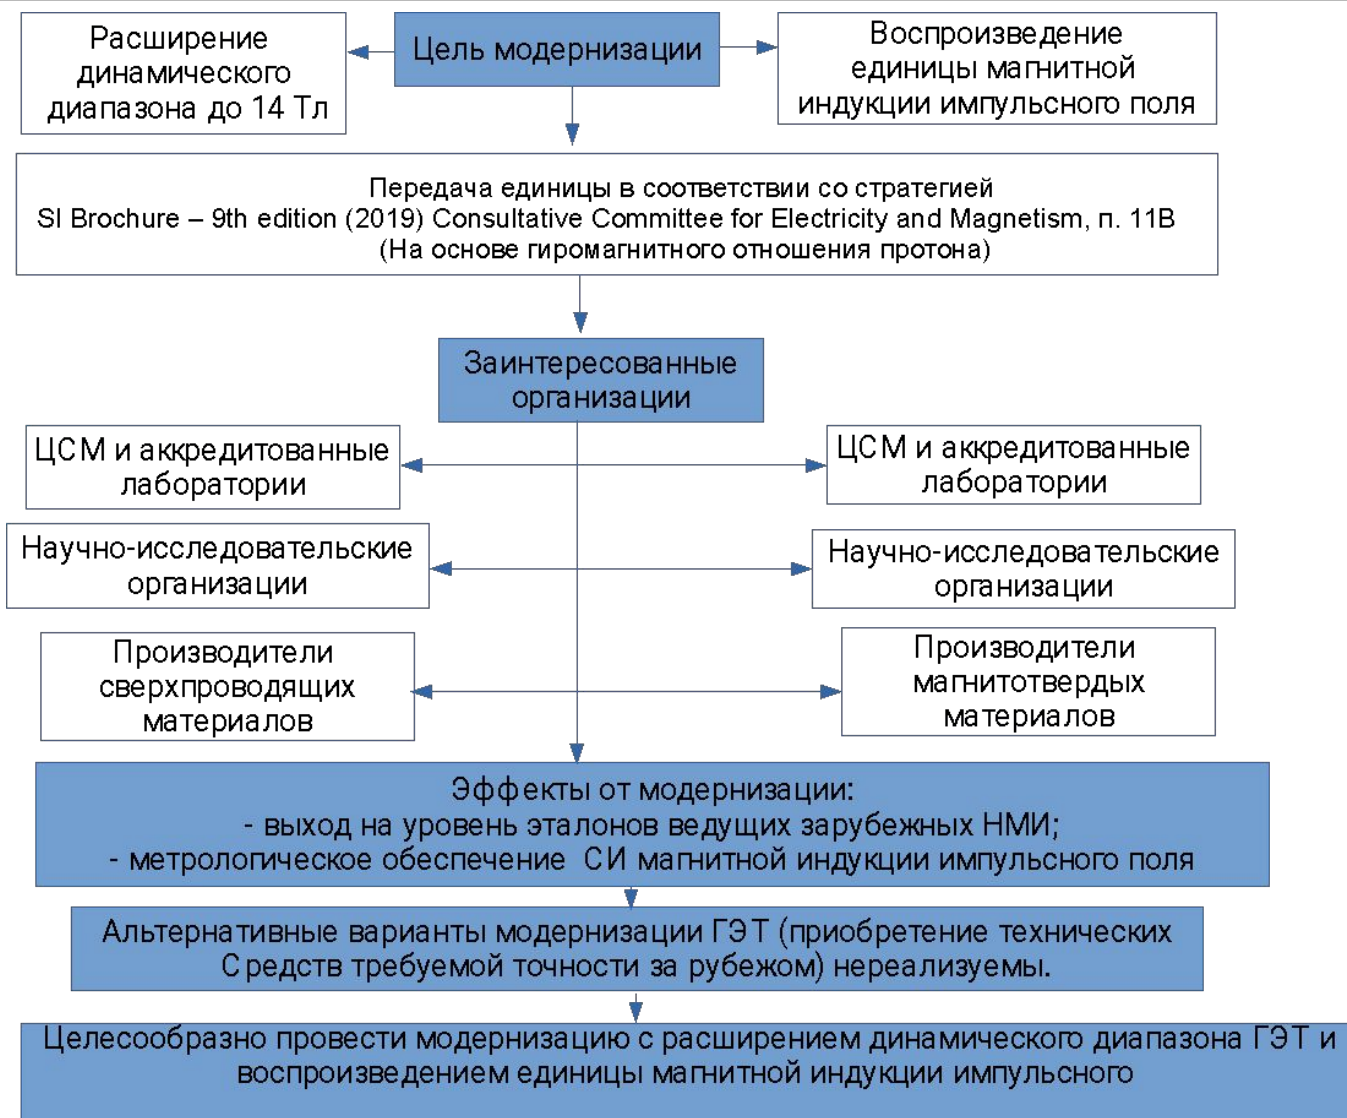 Расширение
динамического
диапазона до 14 Тл
Цель модернизации
Воспроизведение
единицы магнитной
индукции импульсного поля
Передача единицы в соответствии со стратегией
SI Brochure – 9th edition (2019) Consultative Committee for Electricity and Magnetism, п. 11B
(На основе гиромагнитного отношения протона)
Заинтересованные
организации
ЦСМ и аккредитованные
лаборатории
ЦСМ и аккредитованные
лаборатории
Научно-исследовательские
организации
Научно-исследовательские
организации
Производители
сверхпроводящих
материалов
Производители
магнитотвердых
материалов
Эффекты от модернизации:
- выход на уровень эталонов ведущих зарубежных НМИ;
- метрологическое обеспечение СИ магнитной индукции импульсного поля
Альтернативные варианты модернизации ГЭТ (приобретение технических
Средств требуемой точности за рубежом) нереализуемы.
Целесообразно провести модернизацию с расширением динамического диапазона ГЭТ и
воспроизведением единицы магнитной индукции импульсного